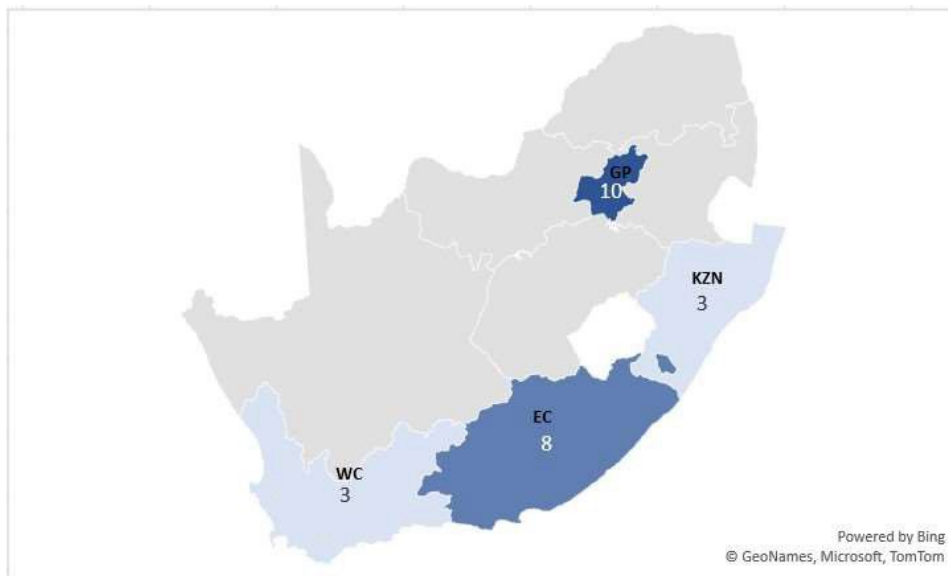 GP
10
KZN
3
EC
8
WC
3
Powered by Bing
© GeoNames, Microsoft, TomTom